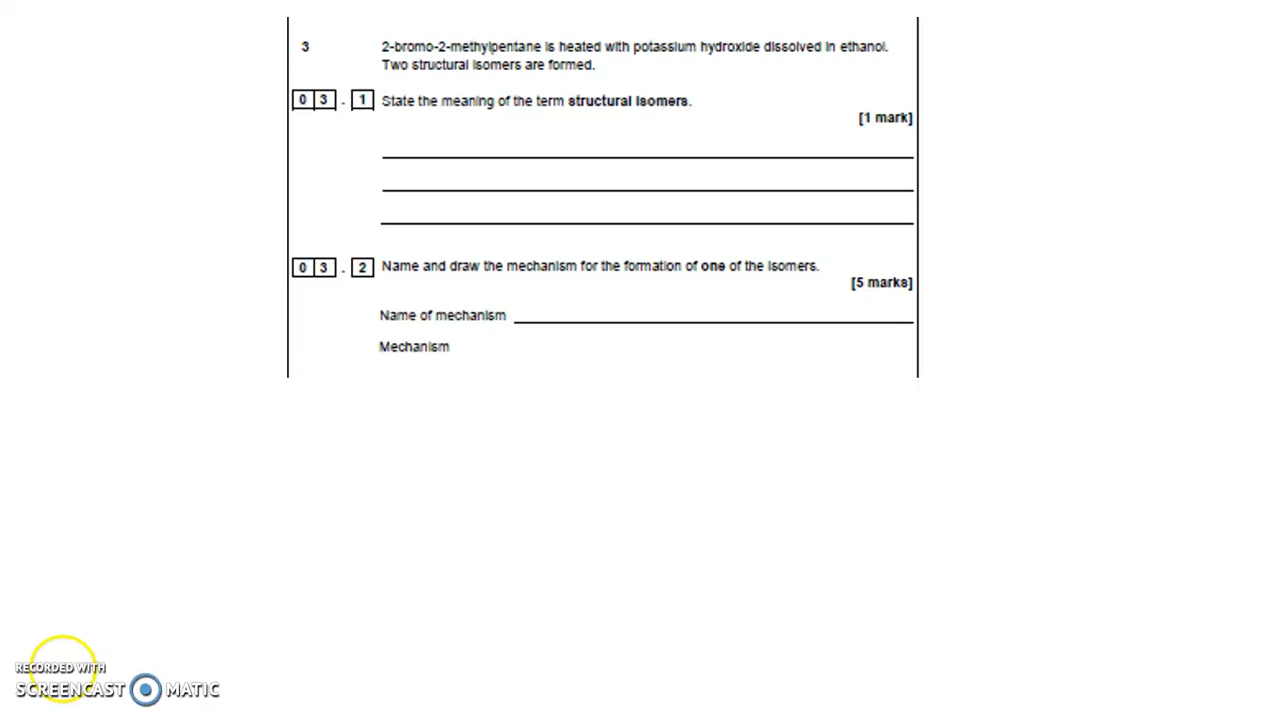 3 2-bromo-2-methylpentane is heated with potassium hydroxide dissolved in ethanol.
Two structural isomers are formed.
0 3 . 1 State the meaning of the term structural isomers.
[1 mark]
0 3 . 2 Name and draw the mechanism for the formation of one of the isomers.
[5 marks]
Name of mechanism
Mechanism
RECORDED WITH
SCREENCAST MATIC